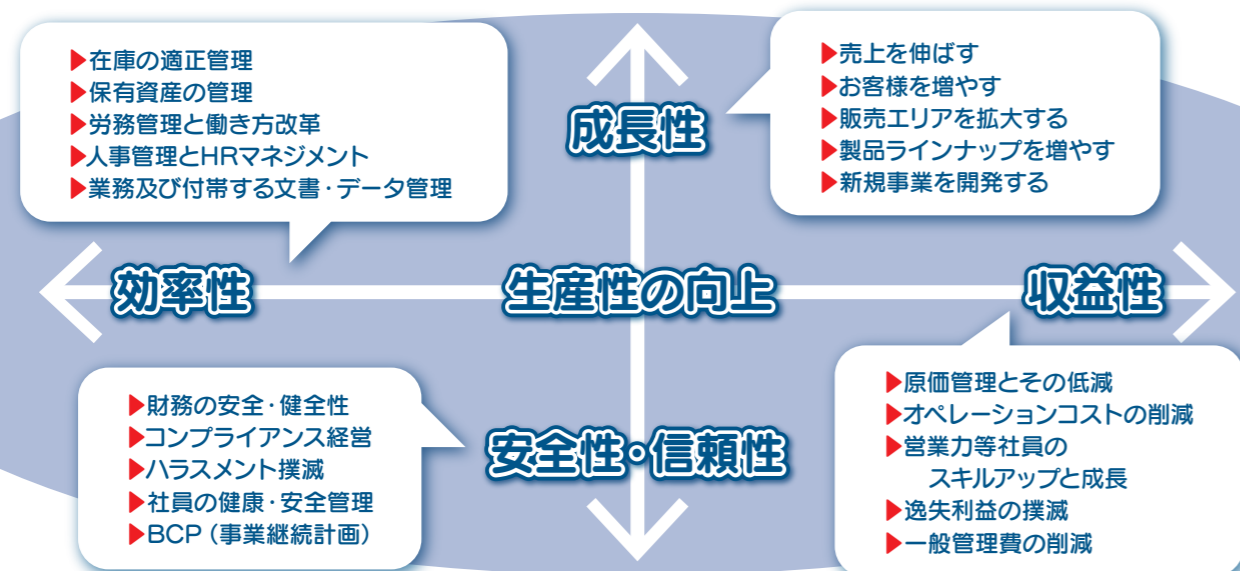 ▶在庫の適正管理
▶保有資産の管理
▶労務管理と働き方改革
▶人事管理とHRマネジメント
▶業務及び付帯する文書・データ管理
成長性
▶売上を伸ばす
▶お客様を増やす
▶販売エリアを拡大する
▶製品ラインナップを増やす
▶新規事業を開発する
効率性
生産性の向上
収益性
▶財務の安全・健全性
▶コンプライアンス経営
▶ハラスメント撲滅
▶社員の健康・安全管理
▶BCP（事業継続計画）
安全性・信頼性
▶原価管理とその低減
▶オペレーションコストの削減
▶営業力等社員の
スキルアップと成長
▶逸失利益の撲滅
▶一般管理費の削減